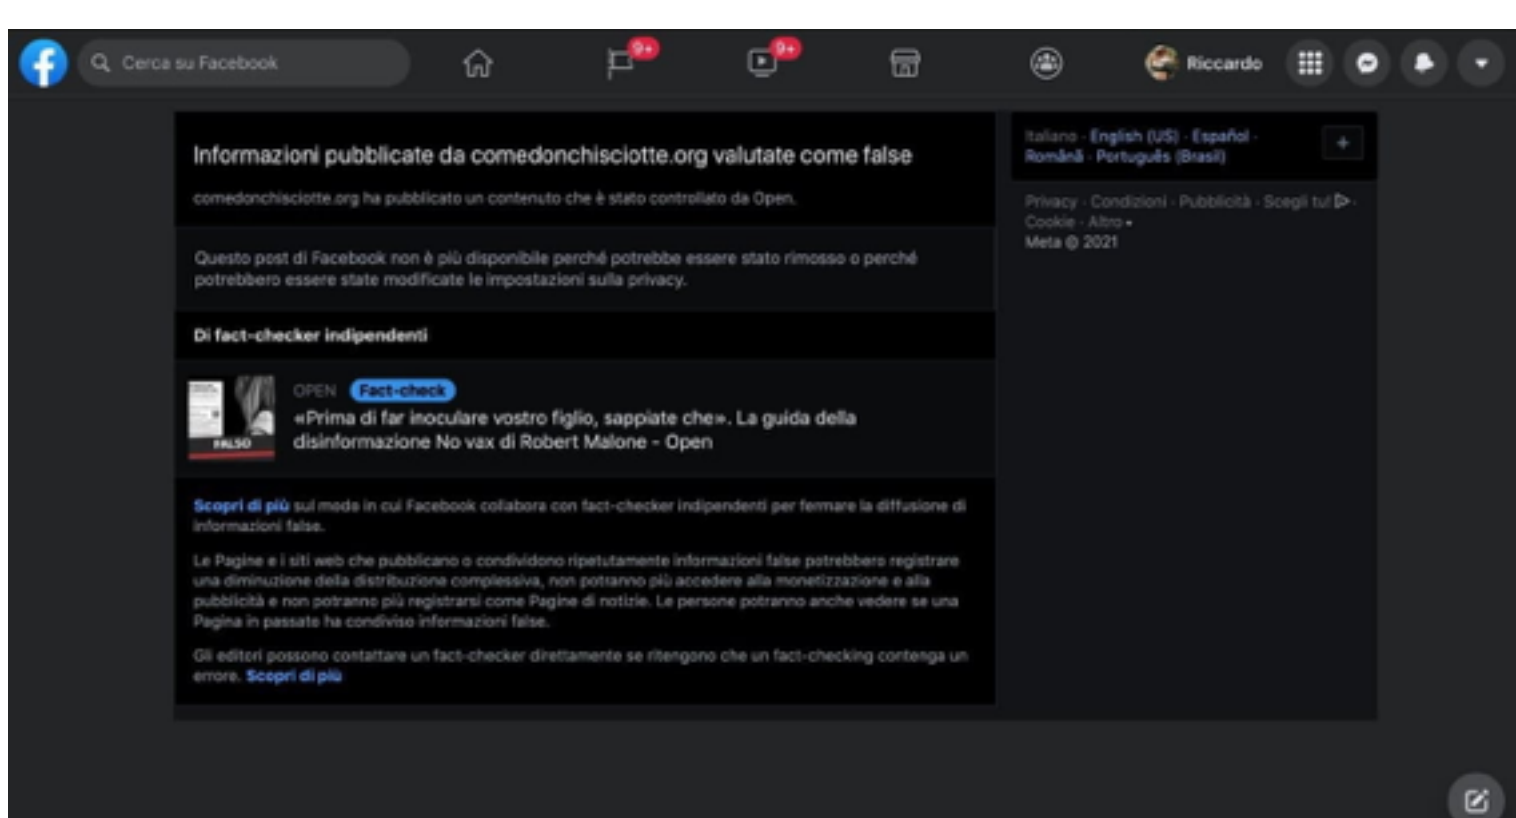 Cerca su Facebook
9+
9+
Riccardo
Informazioni pubblicate da comedonchisciotte.org valutate come false
comedonchisciotte.org ha pubblicato un contenuto che è stato controllato da Open.
Questo post di Facebook non è più disponibile perché potrebbe essere stato rimosso o perché
potrebbero essere state modificate le impostazioni sulla privacy.
Di fact-checker indipendenti
FALSO
OPEN Fact-check
«Prima di far inoculare vostro figlio, sappiate che». La guida della
disinformazione No vax di Robert Malone - Open
Scopri di più sul modo in cui Facebook collabora con fact-checker indipendenti per fermare la diffusione di
informazioni false.
Le Pagine e i siti web che pubblicano o condividono ripetutamente informazioni false potrebbero registrare
una diminuzione della distribuzione complessiva, non potranno più accedere alla monetizzazione e alla
pubblicità e non potranno più registrarsi come Pagine di notizie. Le persone potranno anche vedere se una
Pagina in passato ha condiviso informazioni false.
Gli editori possono contattare un fact-checker direttamente se ritengono che un fact-checking contenga un
errore. Scopri di più
Italiano · English (US) · Español ·
Română · Português (Brasil)
Privacy · Condizioni · Pubblicità · Scegli tu! ·
Cookie · Altro
Meta © 2021